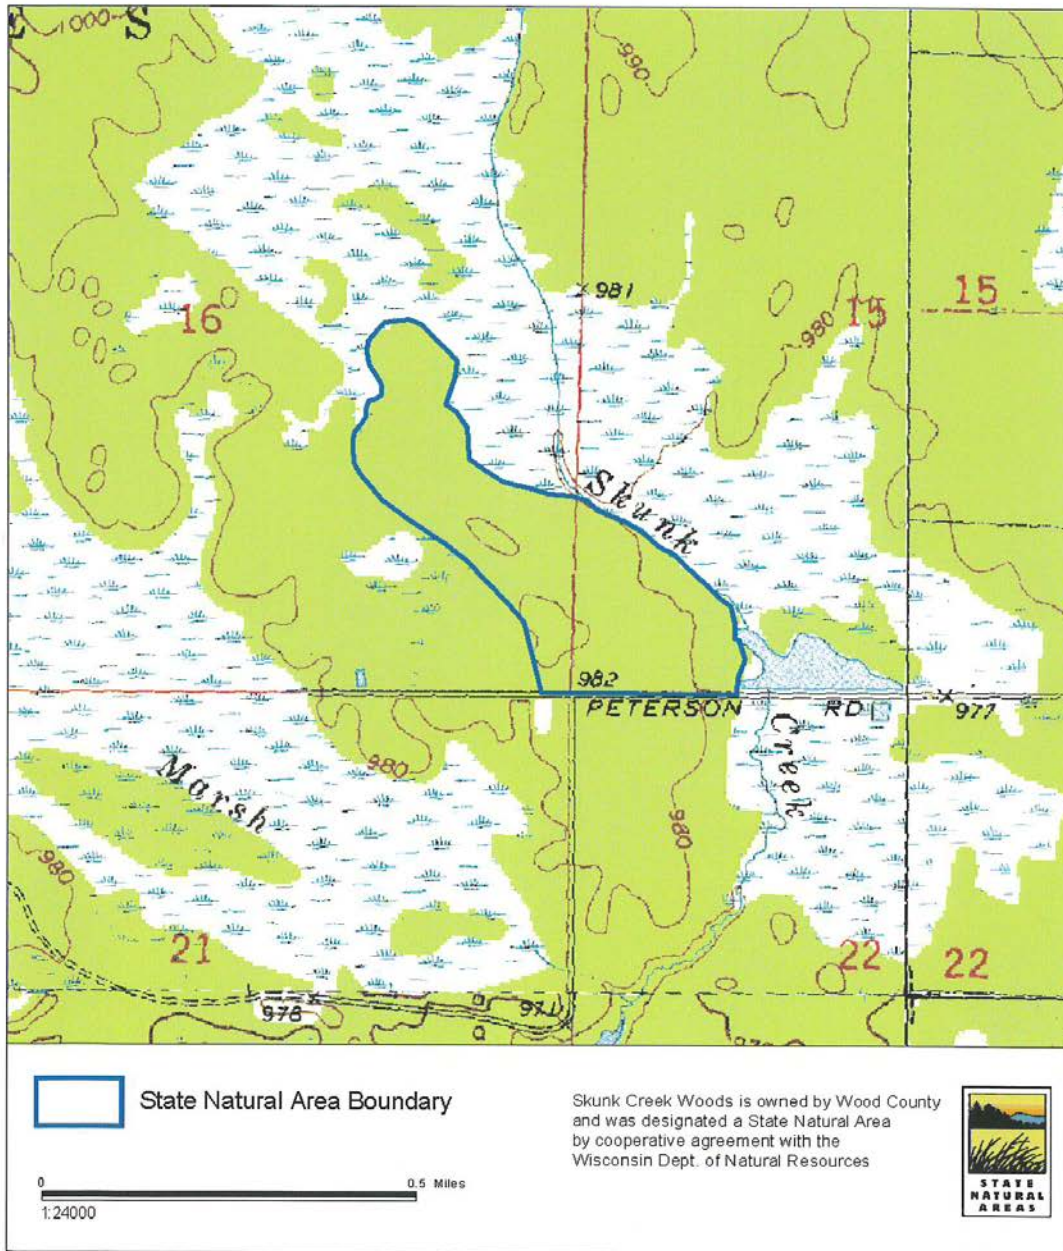 1000
S
990
981
16
15
15
980
Skunk
982
PETERSON RD
977
Creek
Marsh
980
980
980
21
22
22
978
State Natural Area Boundary
0 0.5 Miles
1:24000
Skunk Creek Woods is owned by Wood County
and was designated a State Natural Area
by cooperative agreement with the
Wisconsin Dept. of Natural Resources
STATE
NATURAL
AREAS